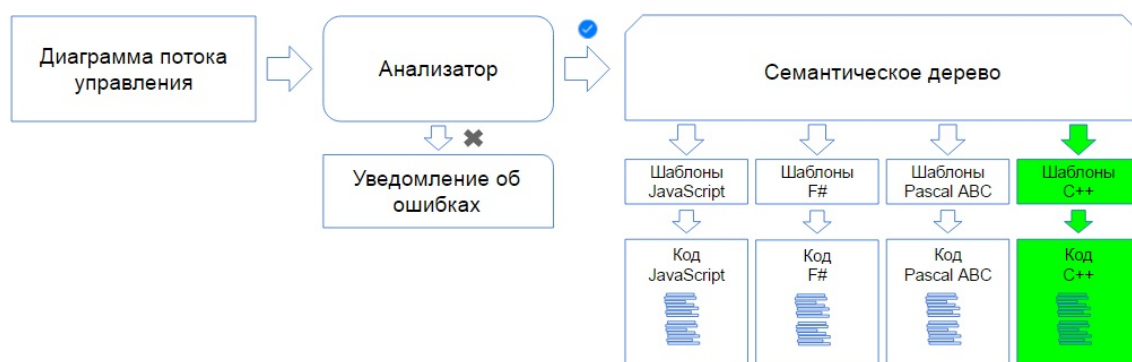 Диаграмма потока
управления
Анализатор
Семантическое дерево
Уведомление об
ошибках
Шаблоны
JavaScript
Шаблоны
F#
Шаблоны
Pascal ABC
Шаблоны
C++
Код
JavaScript
Код
F#
Код
Pascal ABC
Код
C++